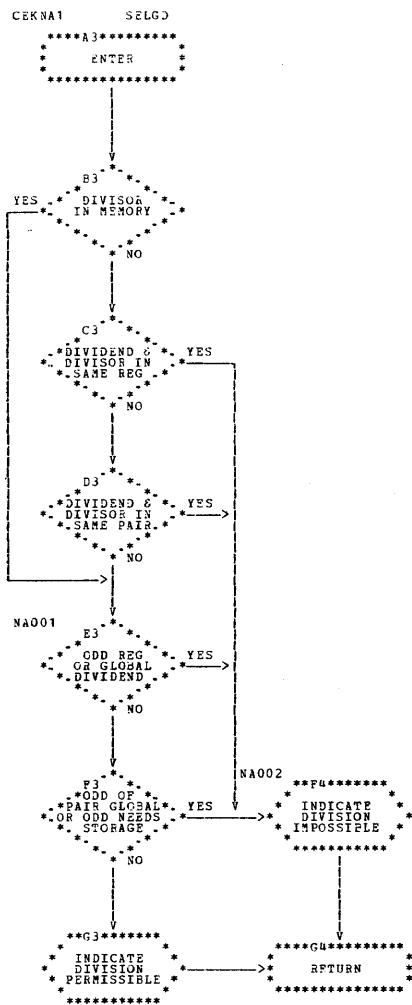 CEKNA1 SELGD
A3
ENTER
B3
YES DIVISOR
IN MEMORY
NO
C3
DIVIDEND & YES
DIVISOR IN
SAME REG
NO
D3
DIVIDEND & YES
DIVISOR IN
SAME PAIR
NO
NA001 E3
ODD REG YES
OR GLOBAL
DIVIDEND
NO
NA002
F3 F4
ODD OF
PAIR GLOBAL YES INDICATE
OR ODD NEEDS DIVISION
STORAGE IMPOSSIBLE
NO
G3 G4
INDICATE RETURN
DIVISION
PERMISSIBLE